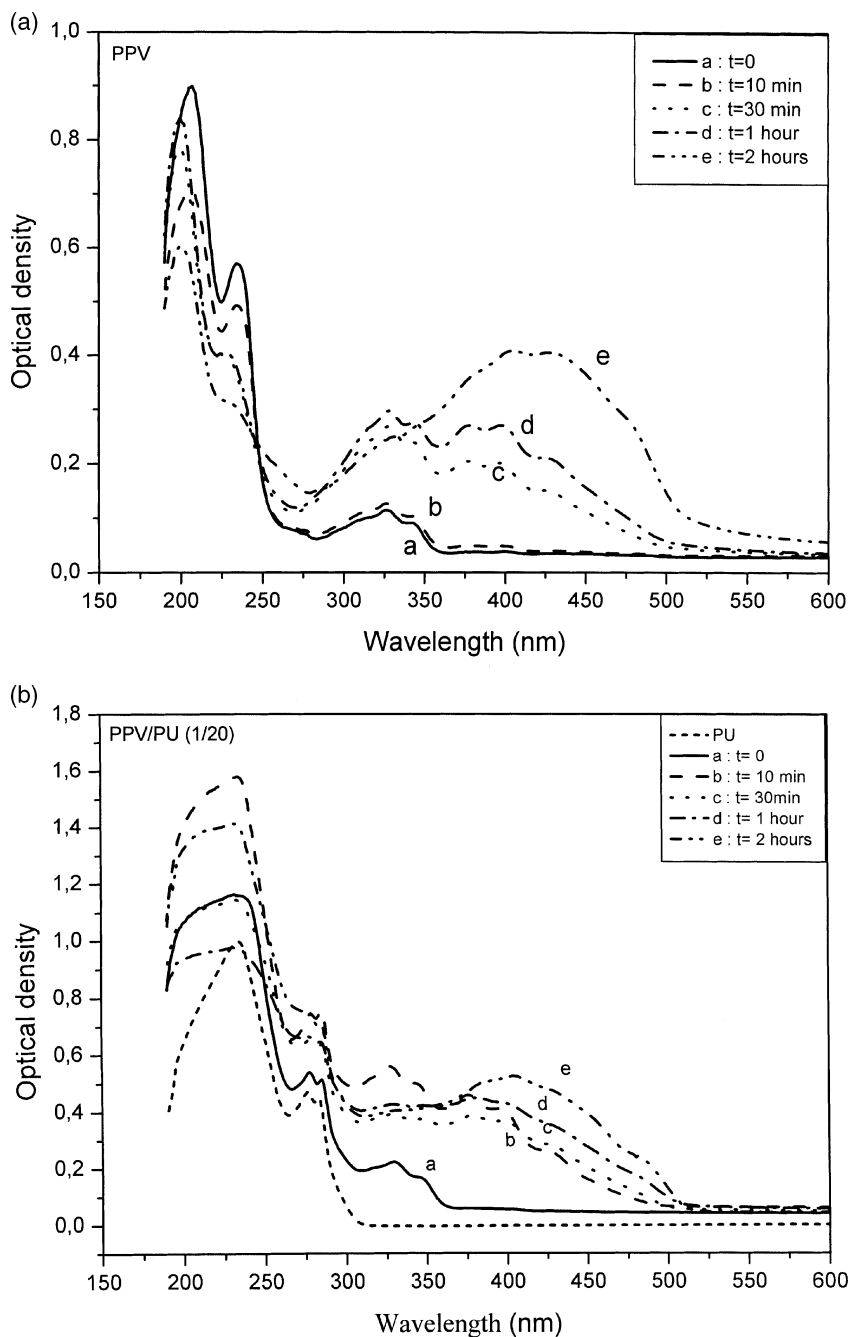 (a)
1,0
0,8
0,6
0,4
0,2
0,0
Optical density
PPV
a : t=0
b : t=10 min
c : t=30 min
d : t=1 hour
e : t=2 hours
e
d
c
b
a
150 200 250 300 350 400 450 500 550 600
Wavelength (nm)
(b)
1,8
1,6
1,4
1,2
1,0
0,8
0,6
0,4
0,2
0,0
Optical density
PPV/PU (1/20)
PU
a : t= 0
b : t= 10 min
c : t= 30min
d : t= 1 hour
e : t= 2 hours
e
d
c
b
a
150 200 250 300 350 400 450 500 550 600
Wavelength (nm)